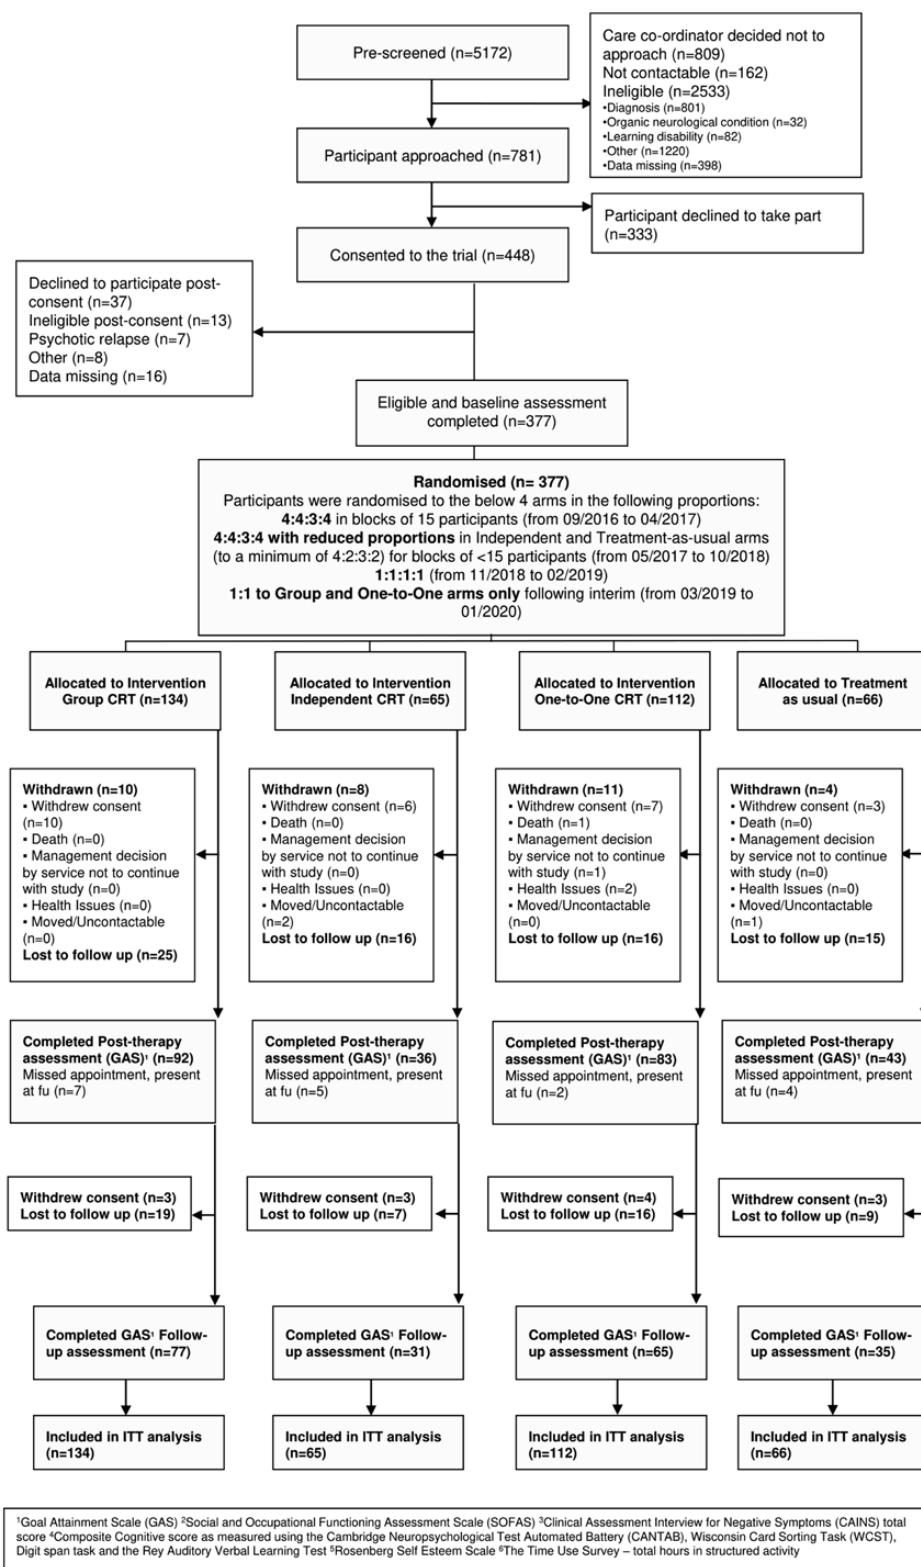 Pre-screened (n=5172)
Care co-ordinator decided not to
approach (n=809)
Not contactable (n=162)
Ineligible (n=2533)
•Diagnosis (n=801)
•Organic neurological condition (n=32)
•Learning disability (n=82)
•Other (n=1220)
•Data missing (n=398)
Participant approached (n=781)
Participant declined to take part
(n=333)
Consented to the trial (n=448)
Declined to participate post-
consent (n=37)
Ineligible post-consent (n=13)
Psychotic relapse (n=7)
Other (n=8)
Data missing (n=16)
Eligible and baseline assessment
completed (n=377)
Randomised (n= 377)
Participants were randomised to the below 4 arms in the following proportions:
4:4:3:4 in blocks of 15 participants (from 09/2016 to 04/2017)
4:4:3:4 with reduced proportions in Independent and Treatment-as-usual arms
(to a minimum of 4:2:3:2) for blocks of <15 participants (from 05/2017 to 10/2018)
1:1:1:1 (from 11/2018 to 02/2019)
1:1 to Group and One-to-One arms only following interim (from 03/2019 to
01/2020)
Allocated to Intervention
Group CRT (n=134)
Allocated to Intervention
Independent CRT (n=65)
Allocated to Intervention
One-to-One CRT (n=112)
Allocated to Treatment
as usual (n=66)
Withdrawn (n=10)
▪ Withdrew consent
(n=10)
▪ Death (n=0)
▪ Management decision
by service not to continue
with study (n=0)
▪ Health Issues (n=0)
▪ Moved/Uncontactable
(n=0)
Lost to follow up (n=25)
Withdrawn (n=8)
▪ Withdrew consent (n=6)
▪ Death (n=0)
▪ Management decision
by service not to continue
with study (n=0)
▪ Health Issues (n=0)
▪ Moved/Uncontactable
(n=2)
Lost to follow up (n=16)
Withdrawn (n=11)
▪ Withdrew consent (n=7)
▪ Death (n=1)
▪ Management decision
by service not to continue
with study (n=1)
▪ Health Issues (n=2)
▪ Moved/Uncontactable
(n=0)
Lost to follow up (n=16)
Withdrawn (n=4)
▪ Withdrew consent (n=3)
▪ Death (n=0)
▪ Management decision
by service not to continue
with study (n=0)
▪ Health Issues (n=0)
▪ Moved/Uncontactable
(n=1)
Lost to follow up (n=15)
Completed Post-therapy
assessment (GAS)¹ (n=92)
Missed appointment, present
at fu (n=7)
Completed Post-therapy
assessment (GAS)¹ (n=36)
Missed appointment, present
at fu (n=5)
Completed Post-therapy
assessment (GAS)¹ (n=83)
Missed appointment, present
at fu (n=2)
Completed Post-therapy
assessment (GAS)¹ (n=43)
Missed appointment, present
at fu (n=4)
Withdrew consent (n=3)
Lost to follow up (n=19)
Withdrew consent (n=3)
Lost to follow up (n=7)
Withdrew consent (n=4)
Lost to follow up (n=16)
Withdrew consent (n=3)
Lost to follow up (n=9)
Completed GAS¹ Follow-
up assessment (n=77)
Completed GAS¹ Follow-
up assessment (n=31)
Completed GAS¹ Follow-
up assessment (n=65)
Completed GAS¹ Follow-
up assessment (n=35)
Included in ITT analysis
(n=134)
Included in ITT analysis
(n=65)
Included in ITT analysis
(n=112)
Included in ITT analysis
(n=66)
¹Goal Attainment Scale (GAS) ²Social and Occupational Functioning Assessment Scale (SOFAS) ³Clinical Assessment Interview for Negative Symptoms (CAINS) total
score ⁴Composite Cognitive score as measured using the Cambridge Neuropsychological Test Automated Battery (CANTAB), Wisconsin Card Sorting Task (WCST),
Digit span task and the Rey Auditory Verbal Learning Test ⁵Rosenberg Self Esteem Scale ⁶The Time Use Survey – total hours in structured activity